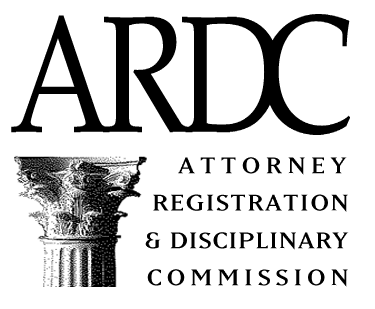 ARDC
ATTORNEY
REGISTRATION
& DISCIPLINARY
COMMISSION